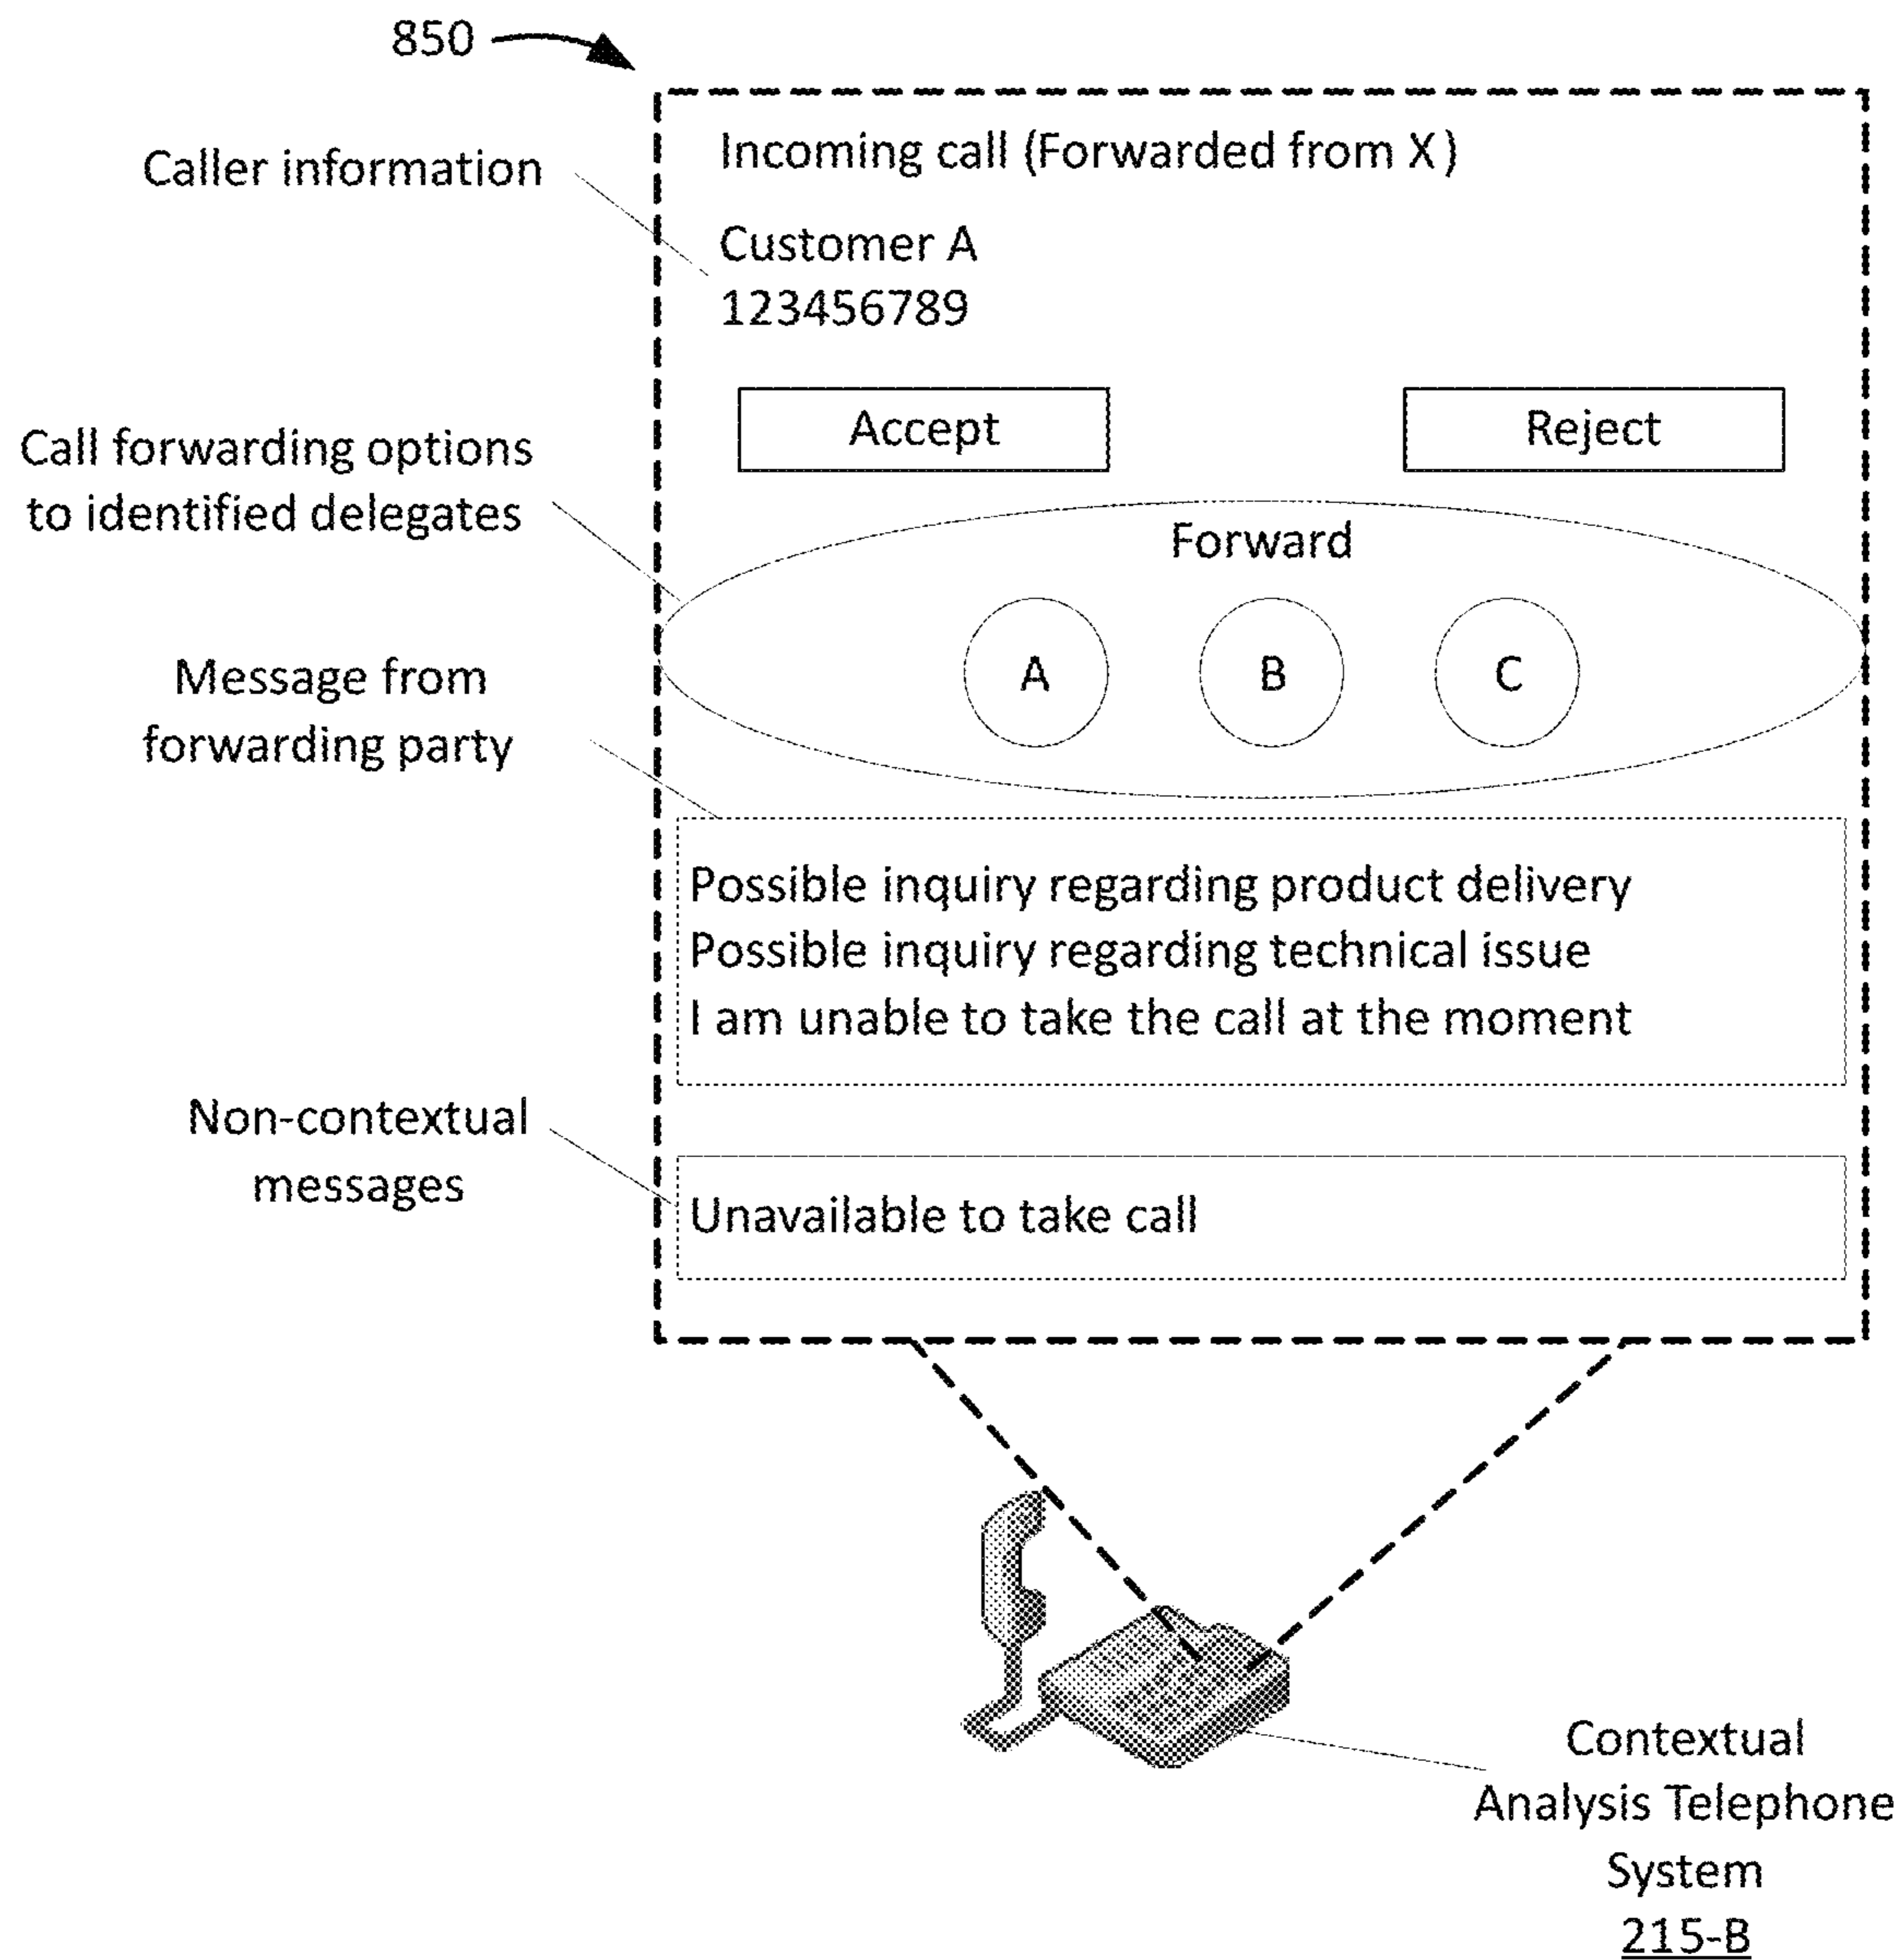 850
Caller information
Incoming call (Forwarded from X)
Customer A
123456789
Accept
Reject
Call forwarding options
to identified delegates
Forward
A
B
C
Message from
forwarding party
Possible inquiry regarding product delivery
Possible inquiry regarding technical issue
I am unable to take the call at the moment
Non-contextual
messages
Unavailable to take call
Contextual
Analysis Telephone
System
215-B